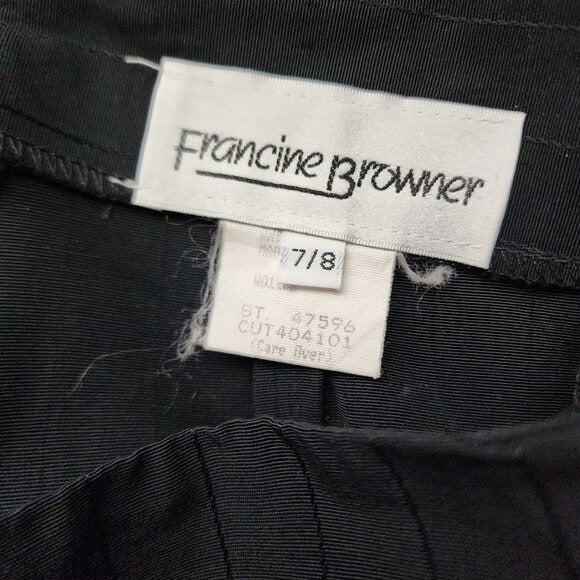 Francine Browner
7/8
ST. 47596
CUT404101
(Care Over)